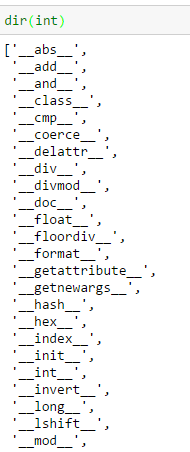 dir(int)
['__abs__',
'__add__',
'__and__',
'__class__',
'__cmp__',
'__coerce__',
'__delattr__',
'__div__',
'__divmod__',
'__doc__',
'__float__',
'__floordiv__',
'__format__',
'__getattribute__',
'__getnewargs__',
'__hash__',
'__hex__',
'__index__',
'__init__',
'__int__',
'__invert__',
'__long__',
'__lshift__',
'__mod__',